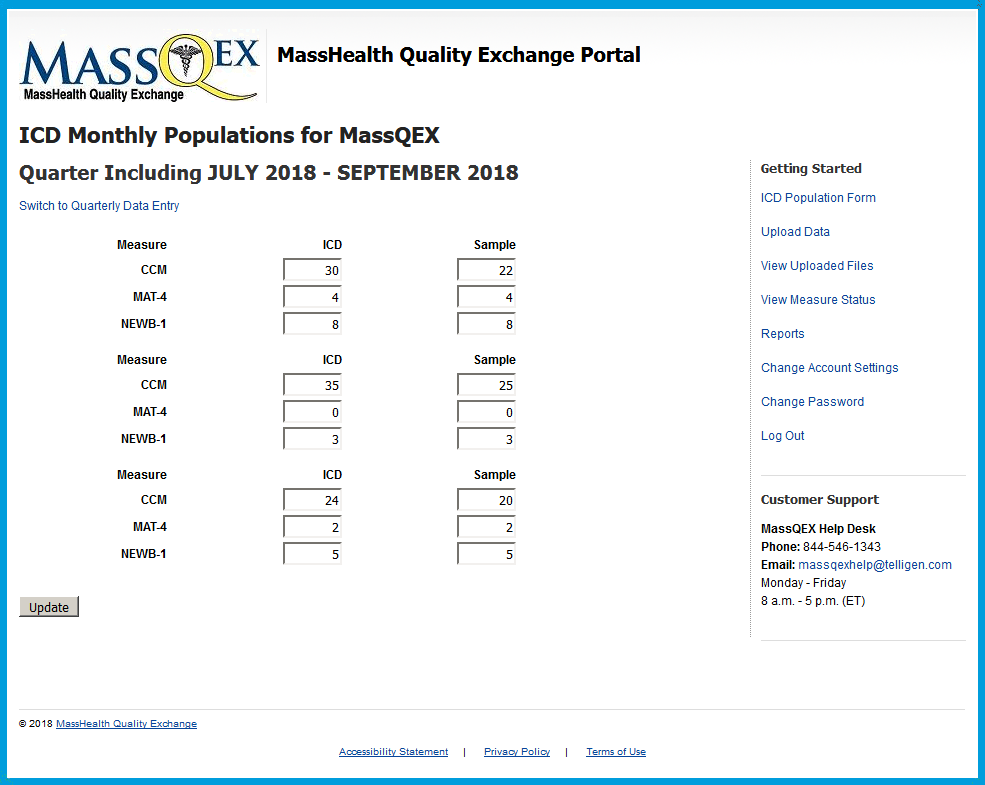 MASSQEX
MassHealth Quality Exchange
MassHealth Quality Exchange Portal
ICD Monthly Populations for MassQEX
Quarter Including JULY 2018 - SEPTEMBER 2018
Switch to Quarterly Data Entry
Measure ICD Sample
CCM 30 22
MAT-4 4 4
NEWB-1 8 8
Measure ICD Sample
CCM 35 25
MAT-4 0 0
NEWB-1 3 3
Measure ICD Sample
CCM 24 20
MAT-4 2 2
NEWB-1 5 5
Update
Getting Started
ICD Population Form
Upload Data
View Uploaded Files
View Measure Status
Reports
Change Account Settings
Change Password
Log Out
Customer Support
MassQEX Help Desk
Phone: 844-546-1343
Email: massqexhelp@telligen.com
Monday - Friday
8 a.m. - 5 p.m. (ET)
© 2018 MassHealth Quality Exchange
Accessibility Statement | Privacy Policy | Terms of Use